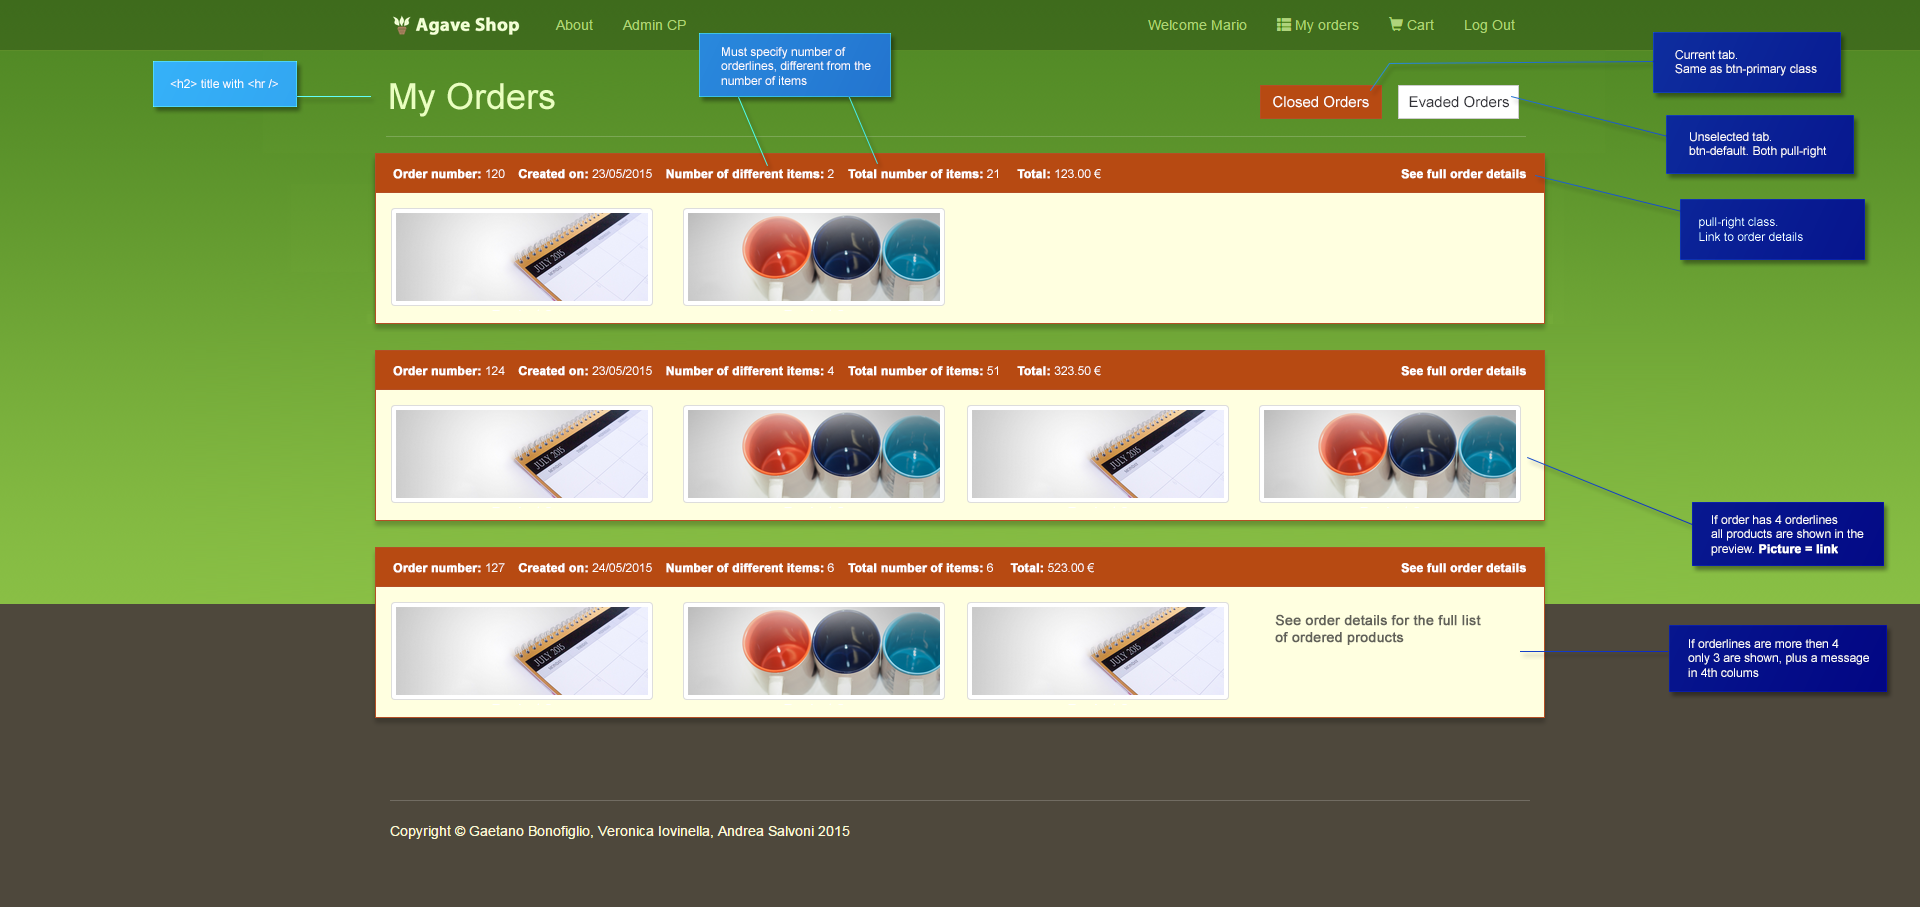 Agave Shop About Admin CP Welcome Mario My orders Cart Log Out
Must specify number of
orderlines, different from the
number of items
Current tab.
Same as btn-primary class
<h2> title with <hr />
My Orders
Closed Orders Evaded Orders
Unselected tab.
btn-default. Both pull-right
Order number: 120 Created on: 23/05/2015 Number of different items: 2 Total number of items: 21 Total: 123.00 € See full order details
pull-right class.
Link to order details
JULY 2015
Order number: 124 Created on: 23/05/2015 Number of different items: 4 Total number of items: 51 Total: 323.50 € See full order details
JULY 2015
JULY 2015
If order has 4 orderlines
all products are shown in the
preview. Picture = link
Order number: 127 Created on: 24/05/2015 Number of different items: 6 Total number of items: 6 Total: 523.00 € See full order details
JULY 2015
JULY 2015
See order details for the full list
of ordered products
If orderlines are more then 4
only 3 are shown, plus a message
in 4th colums
Copyright © Gaetano Bonofiglio, Veronica Iovinella, Andrea Salvoni 2015